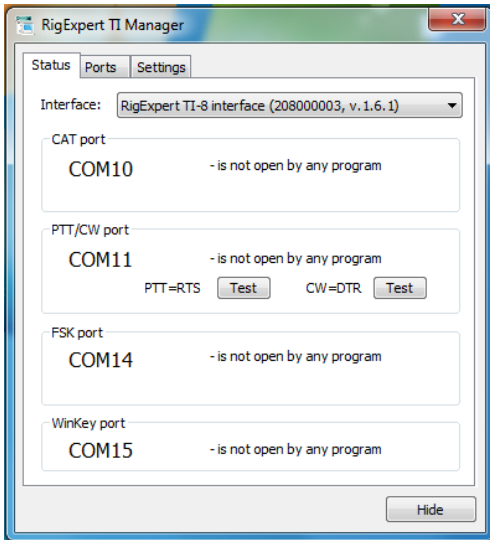 RigExpert TI Manager
Status Ports Settings
Interface: RigExpert TI-8 interface (208000003, v.1.6.1)
CAT port
COM10 - is not open by any program
PTT/CW port
COM11 - is not open by any program
PTT=RTS Test CW=DTR Test
FSK port
COM14 - is not open by any program
WinKey port
COM15 - is not open by any program
Hide